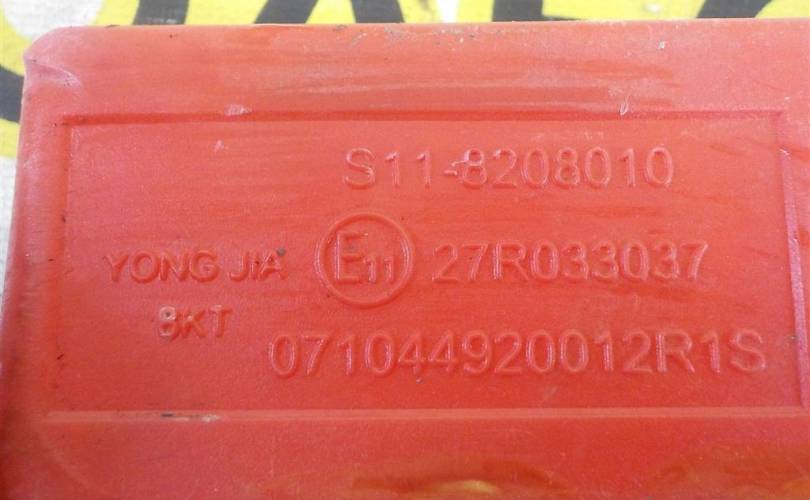 S11-8208010
YONG JIA E11 27R033037
8KT
071044920012R1S